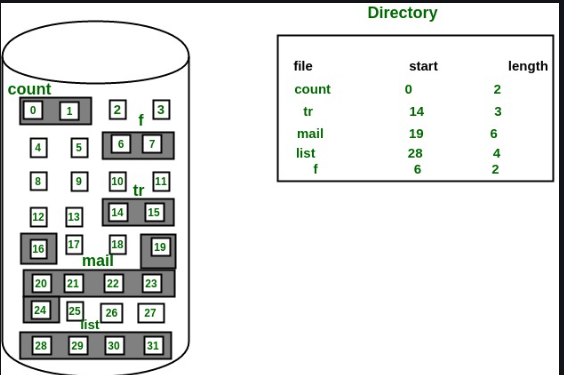 Directory
file start length
count 0 2
tr 14 3
mail 19 6
list 28 4
f 6 2
count
0 1 2 3
f
4 5 6 7
8 9 10 11
tr
12 13 14 15
16 17 18 19
mail
20 21 22 23
24 25 26 27
list
28 29 30 31